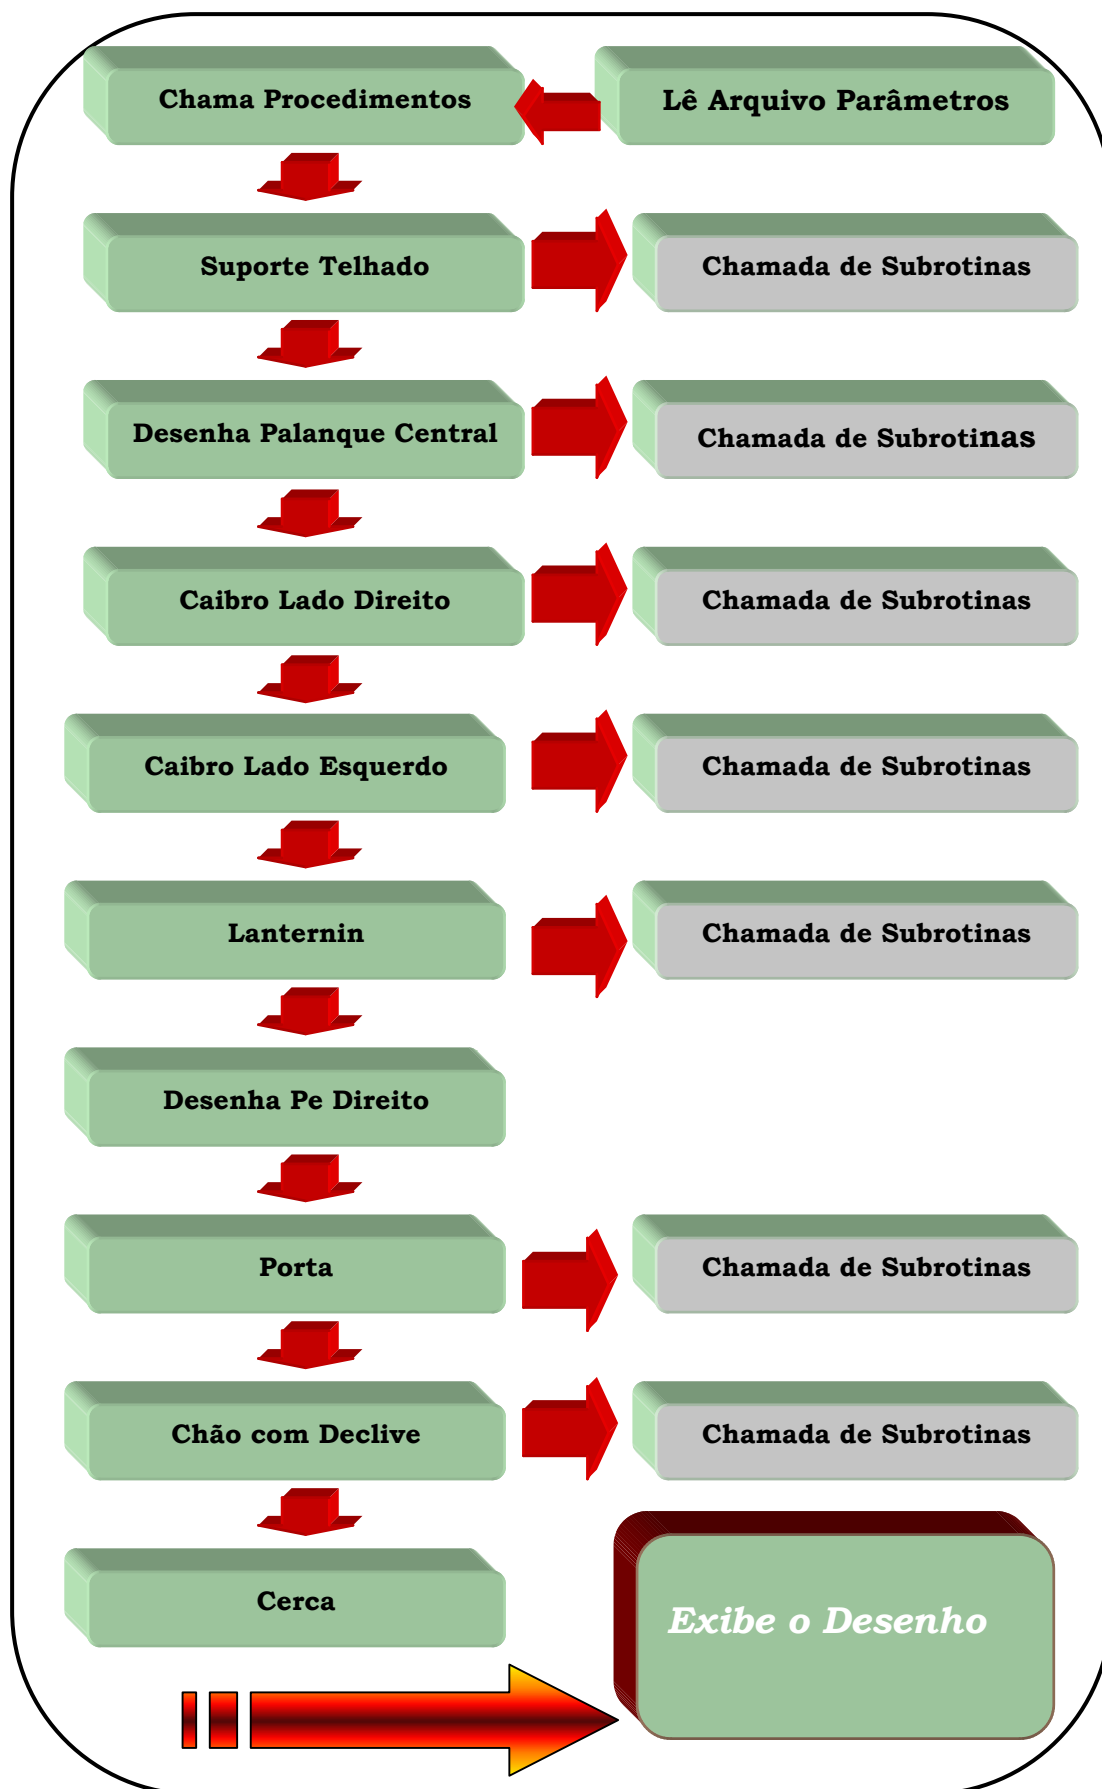 Chama Procedimentos
Lê Arquivo Parâmetros
Suporte Telhado
Chamada de Subrotinas
Desenha Palanque Central
Chamada de Subrotinas
Caibro Lado Direito
Chamada de Subrotinas
Caibro Lado Esquerdo
Chamada de Subrotinas
Lanternin
Chamada de Subrotinas
Desenha Pe Direito
Porta
Chamada de Subrotinas
Chão com Declive
Chamada de Subrotinas
Cerca
Exibe o Desenho